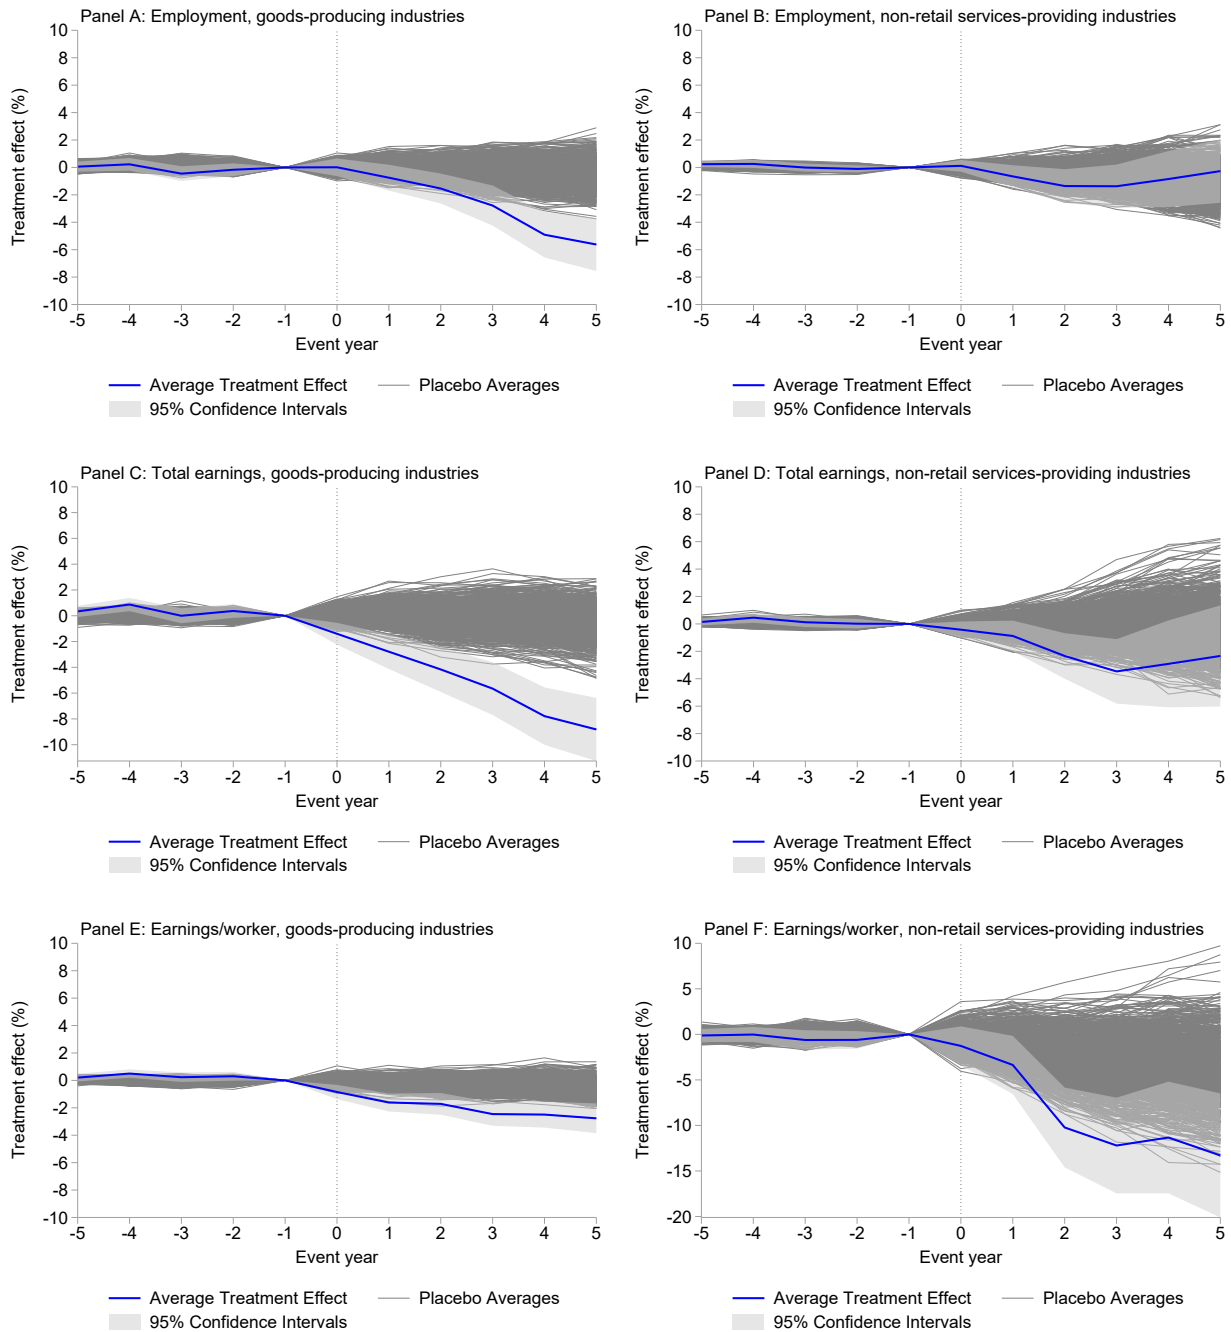 Panel A: Employment, goods-producing industries
10
8
6
4
2
0
-2
-4
-6
-8
-10
Treatment effect (%)
-5 -4 -3 -2 -1 0 1 2 3 4 5
Event year
Average Treatment Effect Placebo Averages
95% Confidence Intervals
Panel B: Employment, non-retail services-providing industries
10
8
6
4
2
0
-2
-4
-6
-8
-10
Treatment effect (%)
-5 -4 -3 -2 -1 0 1 2 3 4 5
Event year
Average Treatment Effect Placebo Averages
95% Confidence Intervals
Panel C: Total earnings, goods-producing industries
10
8
6
4
2
0
-2
-4
-6
-8
-10
Treatment effect (%)
-5 -4 -3 -2 -1 0 1 2 3 4 5
Event year
Average Treatment Effect Placebo Averages
95% Confidence Intervals
Panel D: Total earnings, non-retail services-providing industries
10
8
6
4
2
0
-2
-4
-6
-8
-10
Treatment effect (%)
-5 -4 -3 -2 -1 0 1 2 3 4 5
Event year
Average Treatment Effect Placebo Averages
95% Confidence Intervals
Panel E: Earnings/worker, goods-producing industries
10
8
6
4
2
0
-2
-4
-6
-8
-10
Treatment effect (%)
-5 -4 -3 -2 -1 0 1 2 3 4 5
Event year
Average Treatment Effect Placebo Averages
95% Confidence Intervals
Panel F: Earnings/worker, non-retail services-providing industries
10
5
0
-5
-10
-15
-20
Treatment effect (%)
-5 -4 -3 -2 -1 0 1 2 3 4 5
Event year
Average Treatment Effect Placebo Averages
95% Confidence Intervals